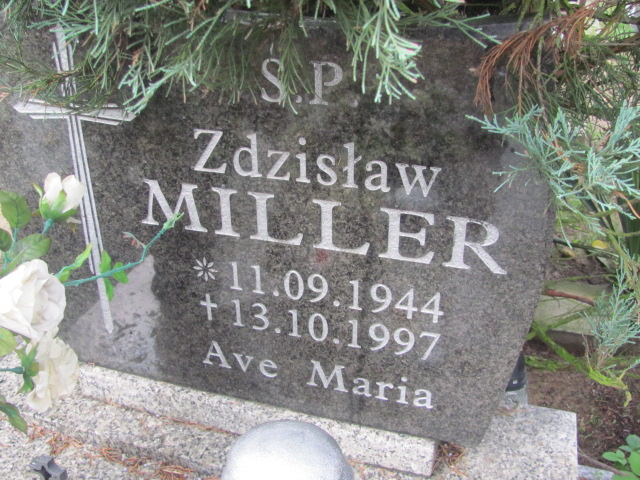 Ś.P.
Zdzisław
MILLER
* 11.09.1944
† 13.10.1997
Ave Maria